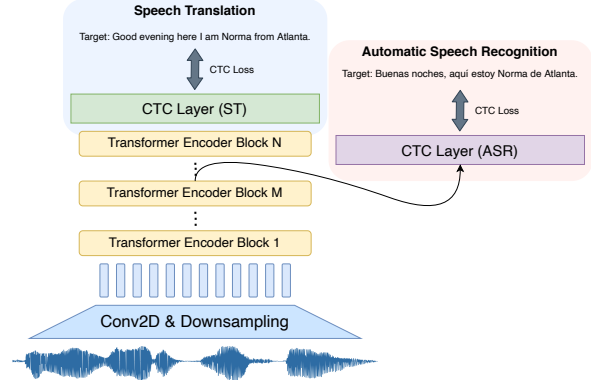 Speech Translation
Target: Good evening here I am Norma from Atlanta.
CTC Loss
CTC Layer (ST)
Transformer Encoder Block N
Transformer Encoder Block M
Transformer Encoder Block 1
Conv2D & Downsampling
Automatic Speech Recognition
Target: Buenas noches, aquí estoy Norma de Atlanta.
CTC Loss
CTC Layer (ASR)